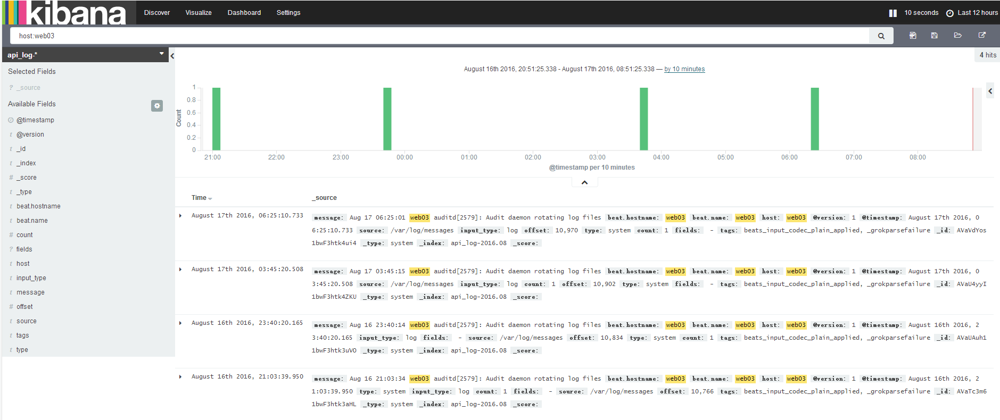 kibana Discover Visualize Dashboard Settings 10 seconds Last 12 hours
host:web03
api_log-*
4 hits
Selected Fields
? _source
Available Fields
@timestamp
t @version
t _id
t _index
# _score
t _type
t beat.hostname
t beat.name
# count
? fields
t host
t input_type
t message
# offset
t source
t tags
t type
August 16th 2016, 20:51:25.338 - August 17th 2016, 08:51:25.338 — by 10 minutes
Count
1
0.8
0.6
0.4
0.2
0
21:00 22:00 23:00 00:00 01:00 02:00 03:00 04:00 05:00 06:00 07:00 08:00
@timestamp per 10 minutes
Time _source
August 17th 2016, 06:25:10.733
message: Aug 17 06:25:01 web03 auditd[2579]: Audit daemon rotating log files beat.hostname: web03 beat.name: web03 host: web03 @version: 1 @timestamp: August 17th 2016, 0
6:25:10.733 source: /var/log/messages input_type: log offset: 10,970 type: system count: 1 fields: - tags: beats_input_codec_plain_applied, _grokparsefailure _id: AVaVdYos
1bwF3htk4ui4 _type: system _index: api_log-2016.08 _score:
August 17th 2016, 03:45:20.508
message: Aug 17 03:45:15 web03 auditd[2579]: Audit daemon rotating log files beat.hostname: web03 beat.name: web03 host: web03 @version: 1 @timestamp: August 17th 2016, 0
3:45:20.508 source: /var/log/messages input_type: log count: 1 offset: 10,902 type: system fields: - tags: beats_input_codec_plain_applied, _grokparsefailure _id: AVaU4yyI
1bwF3htk4ZKU _type: system _index: api_log-2016.08 _score:
August 16th 2016, 23:40:20.165
message: Aug 16 23:40:14 web03 auditd[2579]: Audit daemon rotating log files beat.hostname: web03 beat.name: web03 host: web03 @version: 1 @timestamp: August 16th 2016, 2
3:40:20.165 input_type: log fields: - source: /var/log/messages offset: 10,834 type: system count: 1 tags: beats_input_codec_plain_applied, _grokparsefailure _id: AVaUAuh1
1bwF3htk3uVO _type: system _index: api_log-2016.08 _score:
August 16th 2016, 21:03:39.950
message: Aug 16 21:03:34 web03 auditd[2579]: Audit daemon rotating log files beat.hostname: web03 beat.name: web03 host: web03 @version: 1 @timestamp: August 16th 2016, 2
1:03:39.950 type: system input_type: log count: 1 fields: - source: /var/log/messages offset: 10,766 tags: beats_input_codec_plain_applied, _grokparsefailure _id: AVaTc3m6
1bwF3htk3aHL _type: system _index: api_log-2016.08 _score: